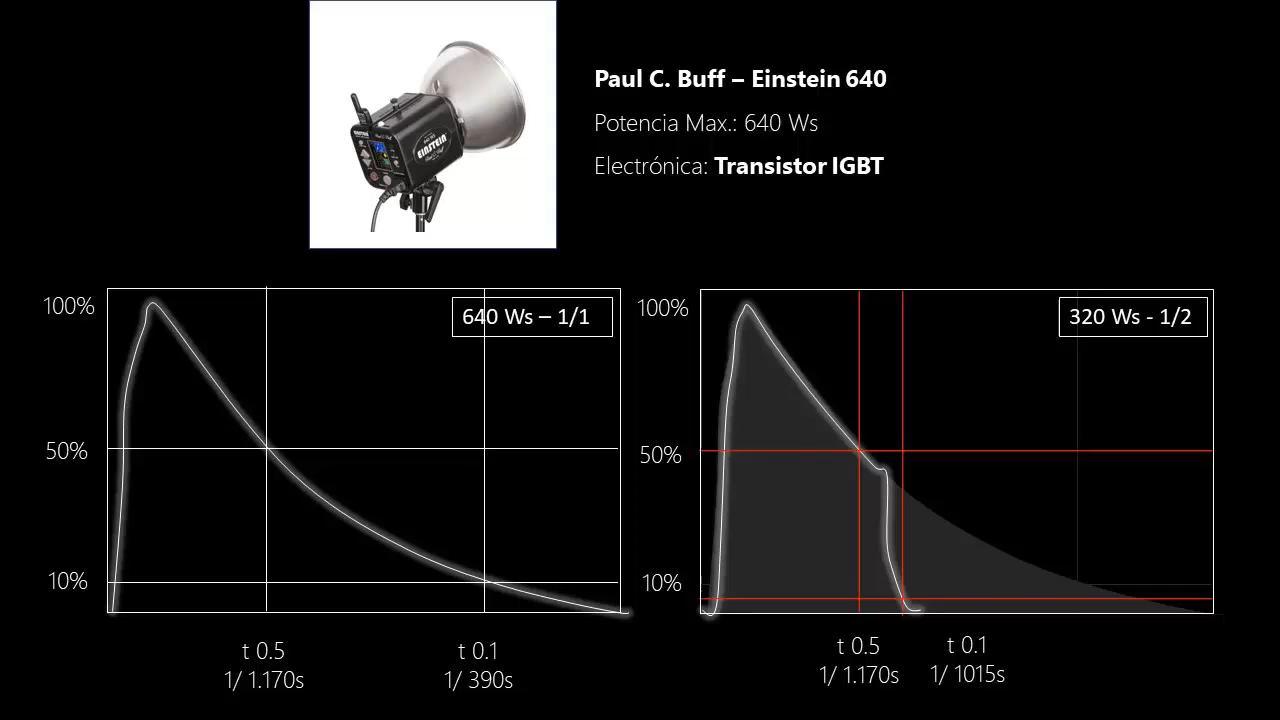 Paul C. Buff – Einstein 640
Potencia Max.: 640 Ws
Electrónica: Transistor IGBT
EINSTEIN
100%
640 Ws – 1/1
50%
10%
t 0.5
1/ 1.170s
t 0.1
1/ 390s
100%
320 Ws - 1/2
50%
10%
t 0.5
1/ 1.170s
t 0.1
1/ 1015s